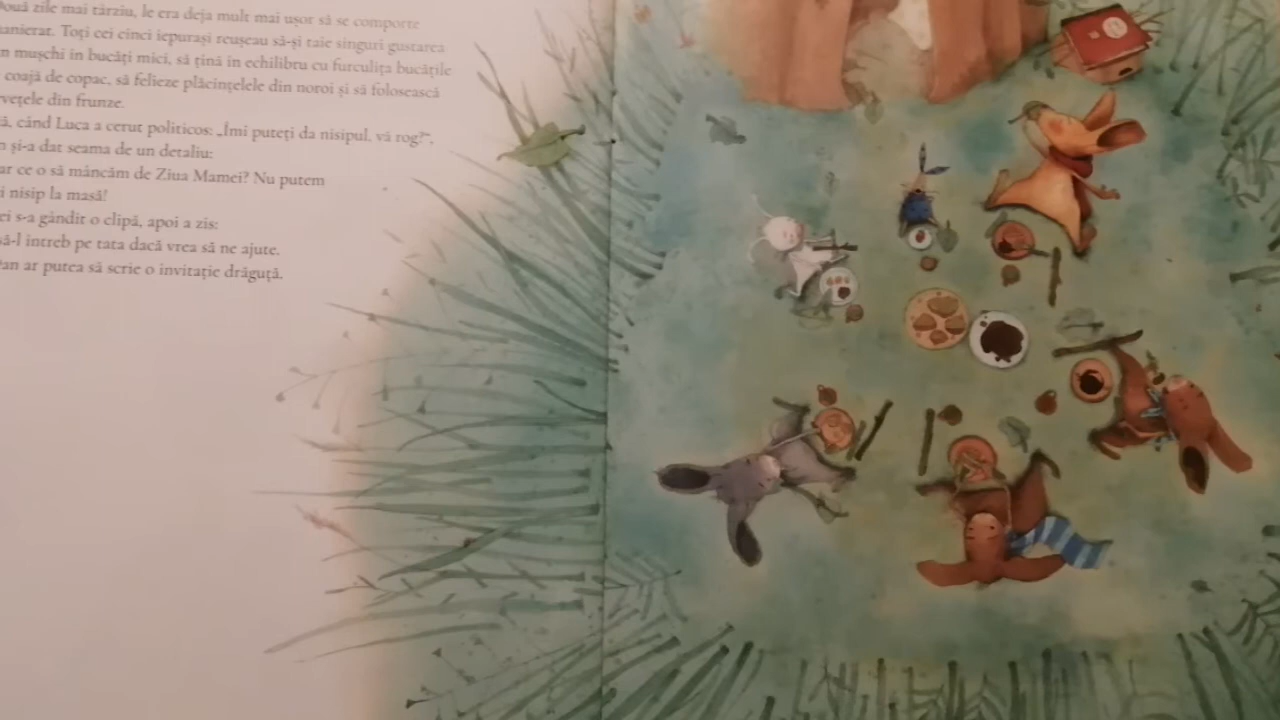 Două zile mai târziu, le era deja mult mai ușor să se comporte
manierat. Toți cei cinci iepurași reușeau să-și taie singuri gustarea
mușchi în bucăți mici, să țină în echilibru cu furculița bucățile
coajă de copac, să felieze plăcințelele din noroi și să folosească
din frunze.
când Luca a cerut politicos: „Îmi puteți da nisipul, vă rog?”,
și-a dat seama de un detaliu:
ce o să mâncăm de Ziua Mamei? Nu putem
nisip la masă!
s-a gândit o clipă, apoi a zis:
să-l întreb pe tata dacă vrea să ne ajute.
ar putea să scrie o invitație drăguță.